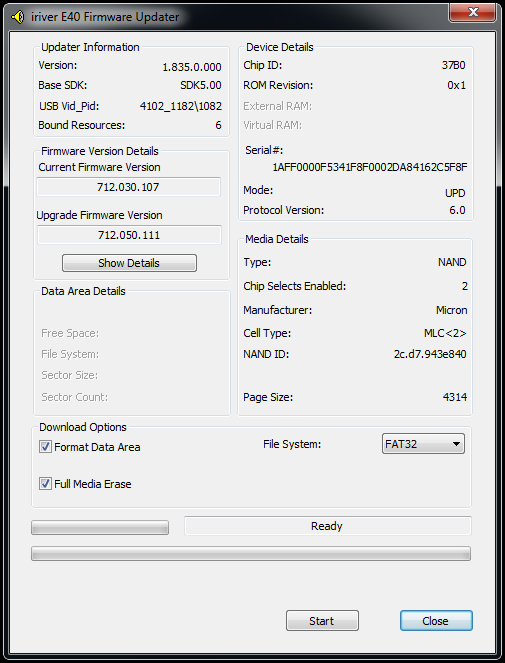 iriver E40 Firmware Updater
Updater Information
Version: 1.835.0.000
Base SDK: SDK5.00
USB Vid_Pid: 4102_1182\1082
Bound Resources: 6
Device Details
Chip ID: 37B0
ROM Revision: 0x1
External RAM:
Virtual RAM:
Serial#:
1AFF0000F5341F8F0002DA84162C5F8F
Mode: UPD
Protocol Version: 6.0
Firmware Version Details
Current Firmware Version
712.030.107
Upgrade Firmware Version
712.050.111
Show Details
Media Details
Type: NAND
Chip Selects Enabled: 2
Manufacturer: Micron
Cell Type: MLC<2>
NAND ID: 2c.d7.943e840
Page Size: 4314
Data Area Details
Free Space:
File System:
Sector Size:
Sector Count:
Download Options
Format Data Area
File System: FAT32
Full Media Erase
Ready
Start
Close